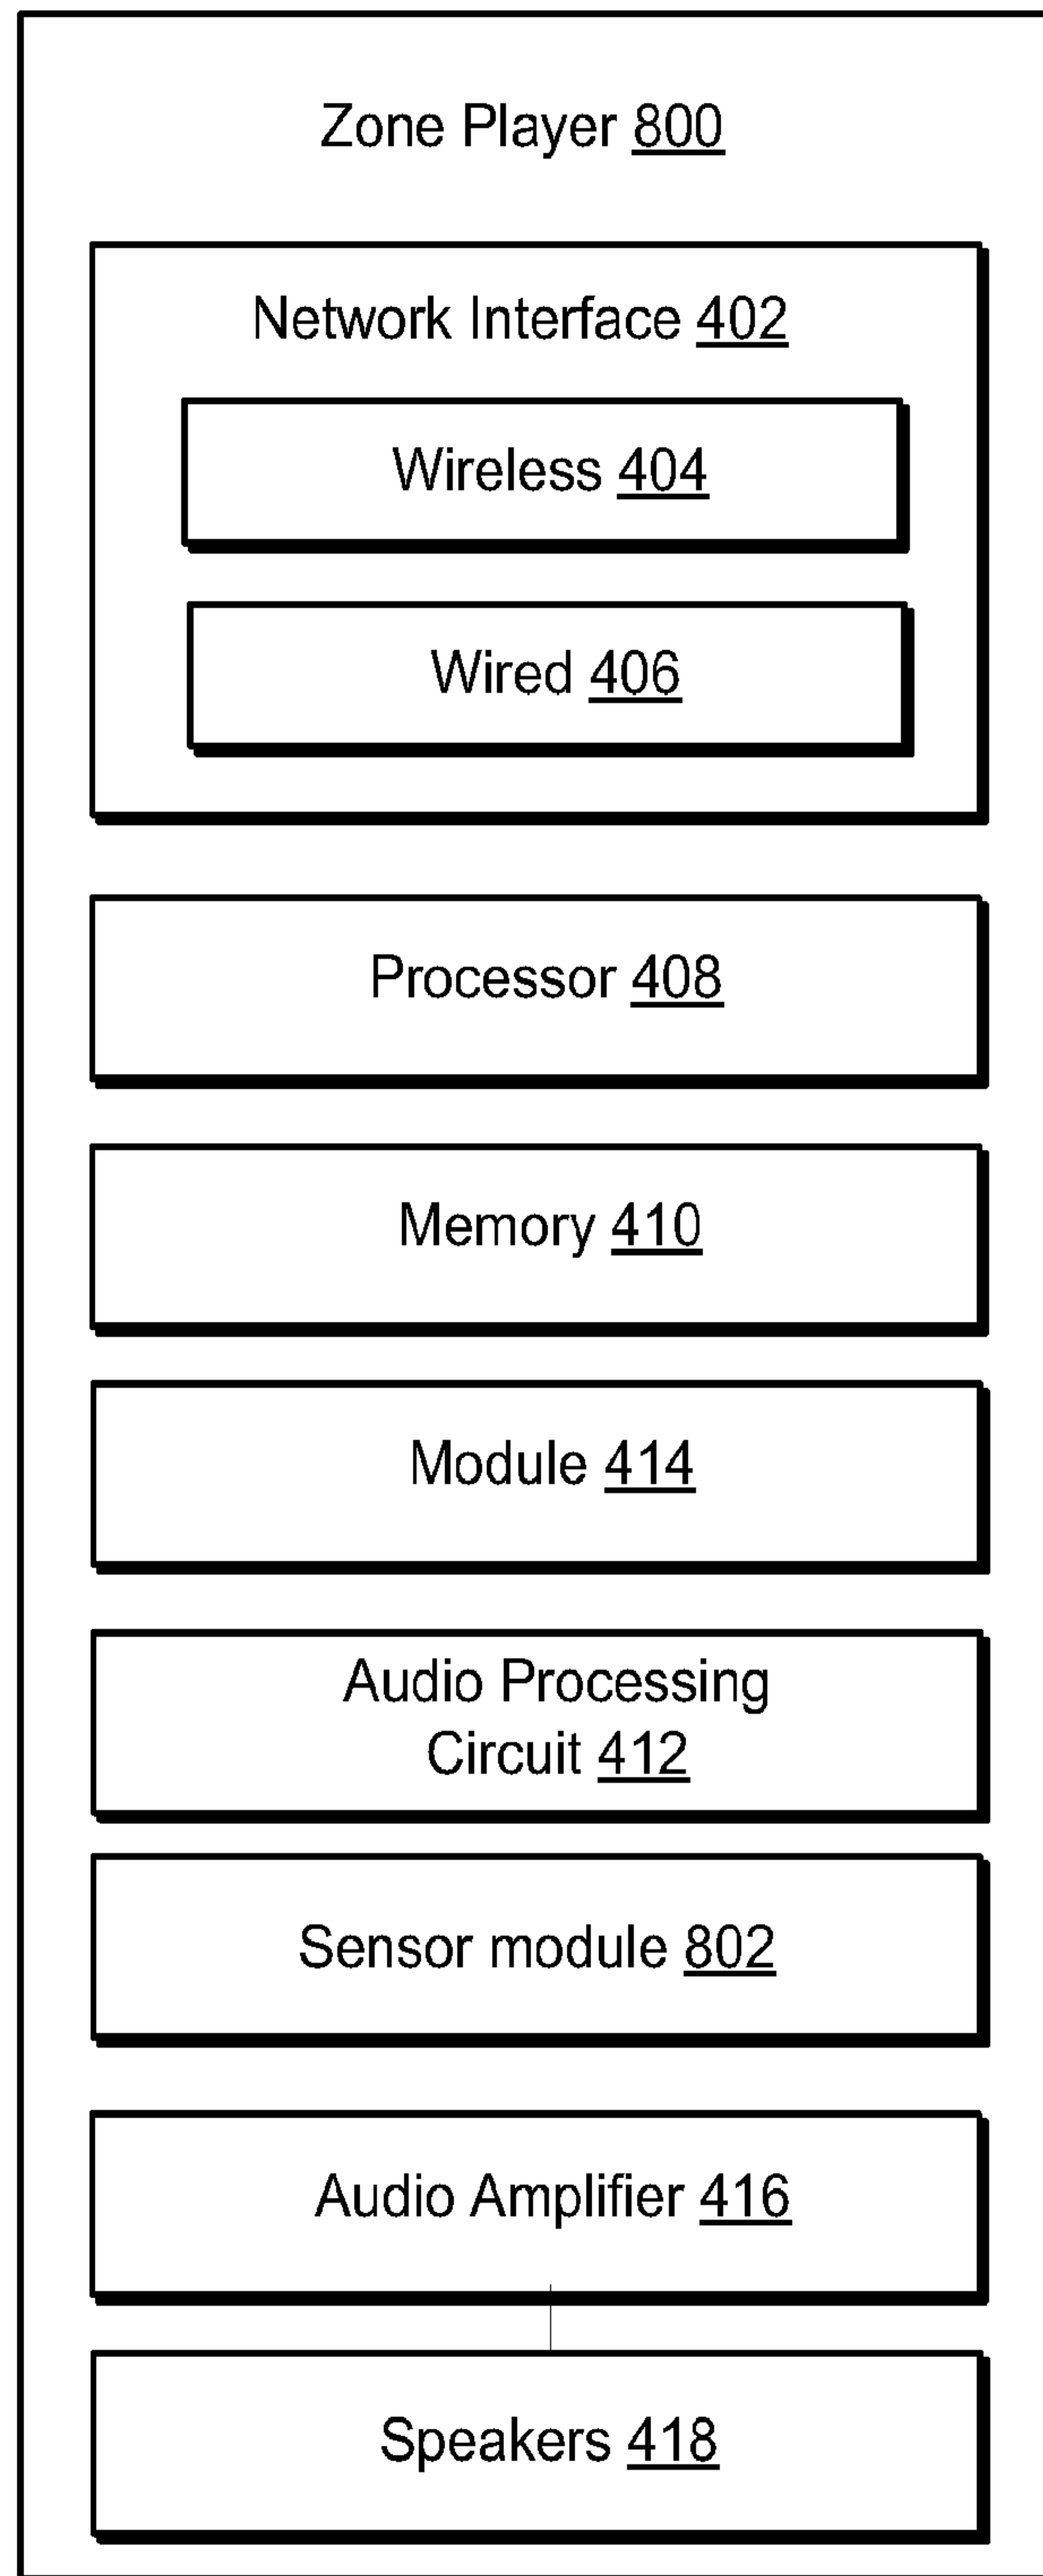 Zone Player 800
Network Interface 402
Wireless 404
Wired 406
Processor 408
Memory 410
Module 414
Audio Processing
Circuit 412
Sensor module 802
Audio Amplifier 416
Speakers 418